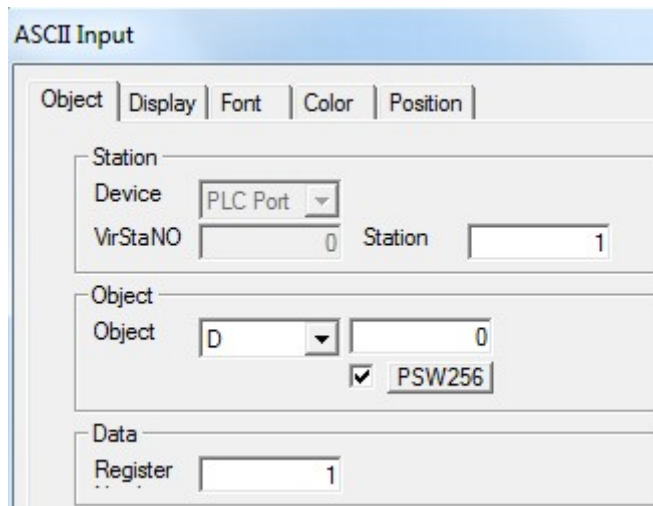 ASCII Input
Object Display Font Color Position
Station
Device PLC Port
VirStaNO 0 Station 1
Object
Object D 0
PSW256
Data
Register 1